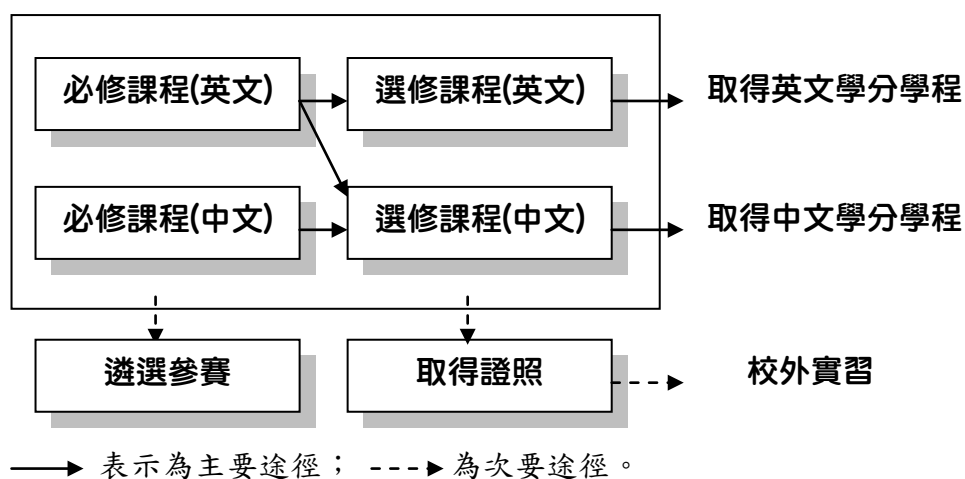 必修課程(英文) 選修課程(英文) 取得英文學分學程
必修課程(中文) 選修課程(中文) 取得中文學分學程
遴選參賽 取得證照 校外實習
表示為主要途徑; 為次要途徑。